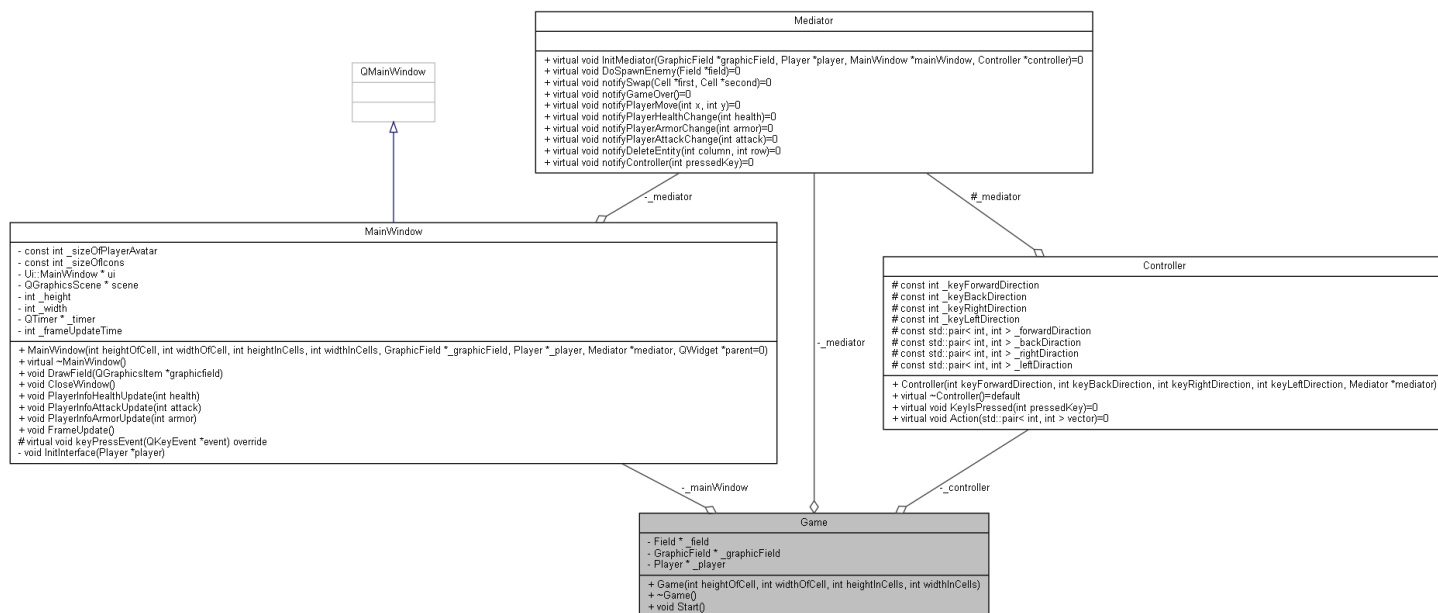 Mediator
+ virtual void InitMediator(GraphicField *graphicField, Player *player, MainWindow *mainWindow, Controller *controller)=0
+ virtual void DoSpawnEnemy(Field *field)=0
+ virtual void notifySwap(Cell *first, Cell *second)=0
+ virtual void notifyGameOver()=0
+ virtual void notifyPlayerMove(int x, int y)=0
+ virtual void notifyPlayerHealthChange(int health)=0
+ virtual void notifyPlayerArmorChange(int armor)=0
+ virtual void notifyPlayerAttackChange(int attack)=0
+ virtual void notifyDeleteEntity(int column, int row)=0
+ virtual void notifyController(int pressedKey)=0
QMainWindow
-_mediator
#_mediator
MainWindow
- const int _sizeOfPlayerAvatar
- const int _sizeOfIcons
- Ui::MainWindow * ui
- QGraphicsScene * scene
- int _height
- int _width
- QTimer * _timer
- int _frameUpdateTime
+ MainWindow(int heightOfCell, int widthOfCell, int heightInCells, int widthInCells, GraphicField *_graphicField, Player *_player, Mediator *mediator, QWidget *parent=0)
+ virtual ~MainWindow()
+ void DrawField(QGraphicsItem *graphicfield)
+ void CloseWindow()
+ void PlayerInfoHealthUpdate(int health)
+ void PlayerInfoAttackUpdate(int attack)
+ void PlayerInfoArmorUpdate(int armor)
+ void FrameUpdate()
# virtual void keyPressEvent(QKeyEvent *event) override
- void InitInterface(Player *player)
-_mediator
Controller
# const int _keyForwardDirection
# const int _keyBackDirection
# const int _keyRightDirection
# const int _keyLeftDirection
# const std::pair< int, int > _forwardDiraction
# const std::pair< int, int > _backDiraction
# const std::pair< int, int > _rightDiraction
# const std::pair< int, int > _leftDiraction
+ Controller(int keyForwardDirection, int keyBackDirection, int keyRightDirection, int keyLeftDirection, Mediator *mediator)
+ virtual ~Controller()=default
+ virtual void KeyIsPressed(int pressedKey)=0
+ virtual void Action(std::pair< int, int > vector)=0
-_mainWindow
-_controller
Game
- Field * _field
- GraphicField * _graphicField
- Player * _player
+ Game(int heightOfCell, int widthOfCell, int heightInCells, int widthInCells)
+ ~Game()
+ void Start()